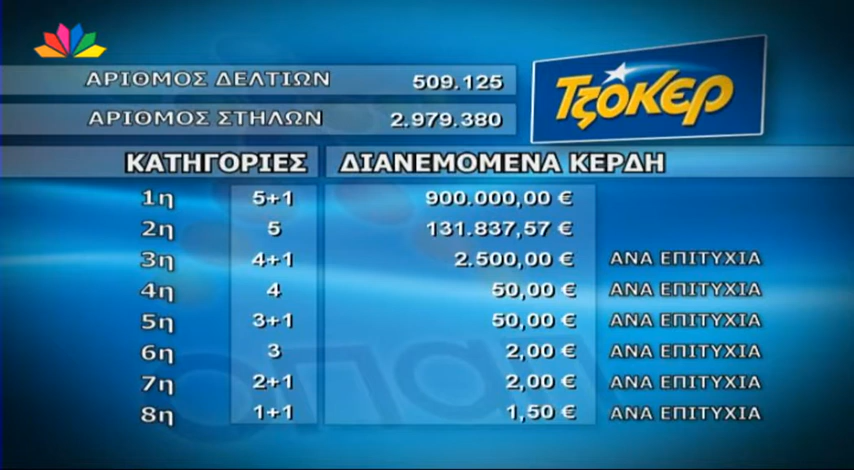 ΑΡΙΘΜΟΣ ΔΕΛΤΙΩΝ 509.125
ΤΖΟΚΕΡ
ΑΡΙΘΜΟΣ ΣΤΗΛΩΝ 2.979.380
ΚΑΤΗΓΟΡΙΕΣ ΔΙΑΝΕΜΟΜΕΝΑ ΚΕΡΔΗ
1η 5+1 900.000,00 €
2η 5 131.837,57 €
3η 4+1 2.500,00 € ΑΝΑ ΕΠΙΤΥΧΙΑ
4η 4 50,00 € ΑΝΑ ΕΠΙΤΥΧΙΑ
5η 3+1 50,00 € ΑΝΑ ΕΠΙΤΥΧΙΑ
6η 3 2,00 € ΑΝΑ ΕΠΙΤΥΧΙΑ
7η 2+1 2,00 € ΑΝΑ ΕΠΙΤΥΧΙΑ
8η 1+1 1,50 € ΑΝΑ ΕΠΙΤΥΧΙΑ
οπαπ